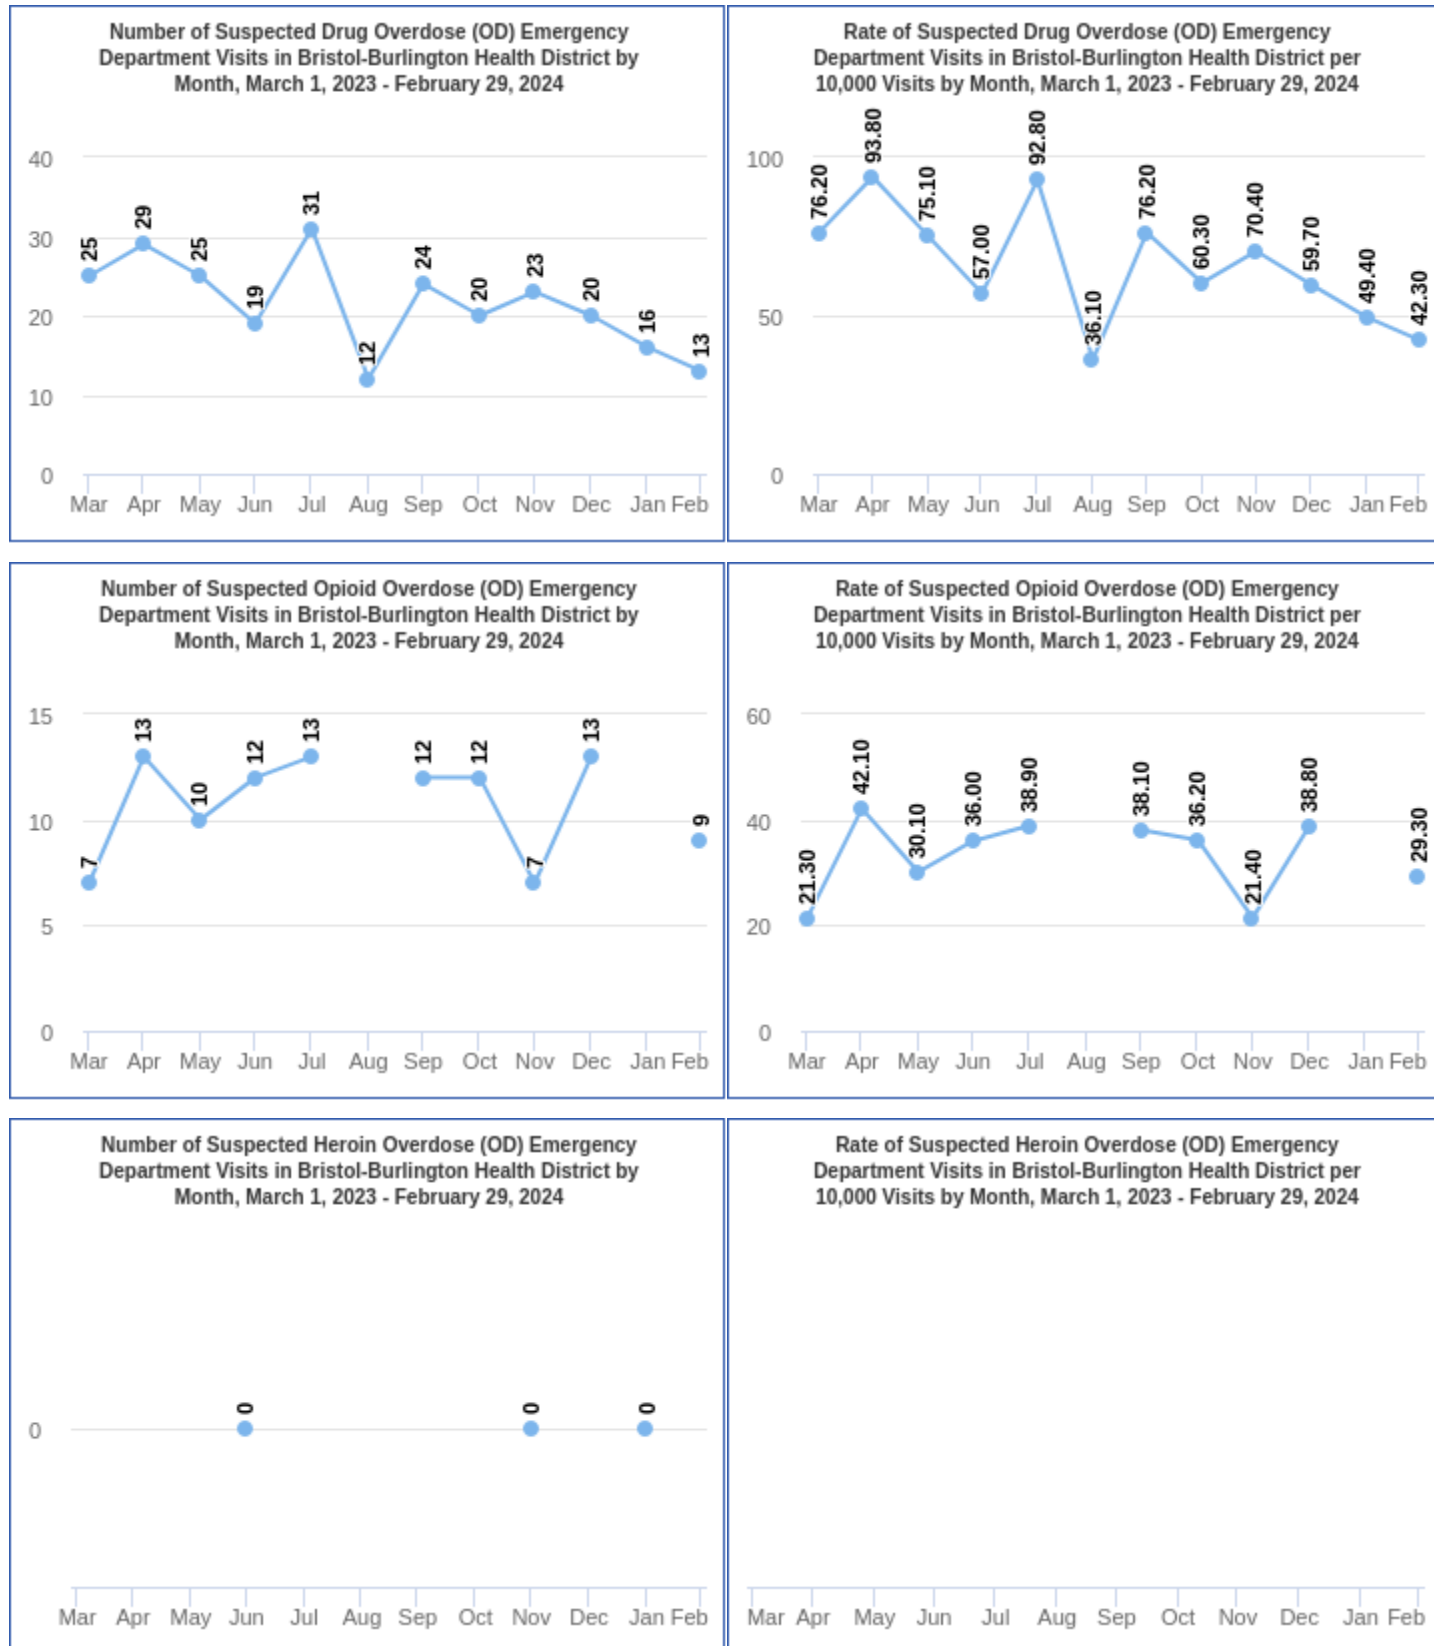 Number of Suspected Drug Overdose (OD) Emergency
Department Visits in Bristol-Burlington Health District by
Month, March 1, 2023 - February 29, 2024
40
30
20
10
0
25
29
25
19
31
12
24
20
23
20
16
13
Mar Apr May Jun Jul Aug Sep Oct Nov Dec Jan Feb
Rate of Suspected Drug Overdose (OD) Emergency
Department Visits in Bristol-Burlington Health District per
10,000 Visits by Month, March 1, 2023 - February 29, 2024
100
50
0
76.20
93.80
75.10
57.00
92.80
36.10
76.20
60.30
70.40
59.70
49.40
42.30
Mar Apr May Jun Jul Aug Sep Oct Nov Dec Jan Feb
Number of Suspected Opioid Overdose (OD) Emergency
Department Visits in Bristol-Burlington Health District by
Month, March 1, 2023 - February 29, 2024
15
10
5
0
7
13
10
12
13
12
12
7
13
9
Mar Apr May Jun Jul Aug Sep Oct Nov Dec Jan Feb
Rate of Suspected Opioid Overdose (OD) Emergency
Department Visits in Bristol-Burlington Health District per
10,000 Visits by Month, March 1, 2023 - February 29, 2024
60
40
20
0
21.30
42.10
30.10
36.00
38.90
38.10
36.20
21.40
38.80
29.30
Mar Apr May Jun Jul Aug Sep Oct Nov Dec Jan Feb
Number of Suspected Heroin Overdose (OD) Emergency
Department Visits in Bristol-Burlington Health District by
Month, March 1, 2023 - February 29, 2024
0
0
0
0
Mar Apr May Jun Jul Aug Sep Oct Nov Dec Jan Feb
Rate of Suspected Heroin Overdose (OD) Emergency
Department Visits in Bristol-Burlington Health District per
10,000 Visits by Month, March 1, 2023 - February 29, 2024
Mar Apr May Jun Jul Aug Sep Oct Nov Dec Jan Feb